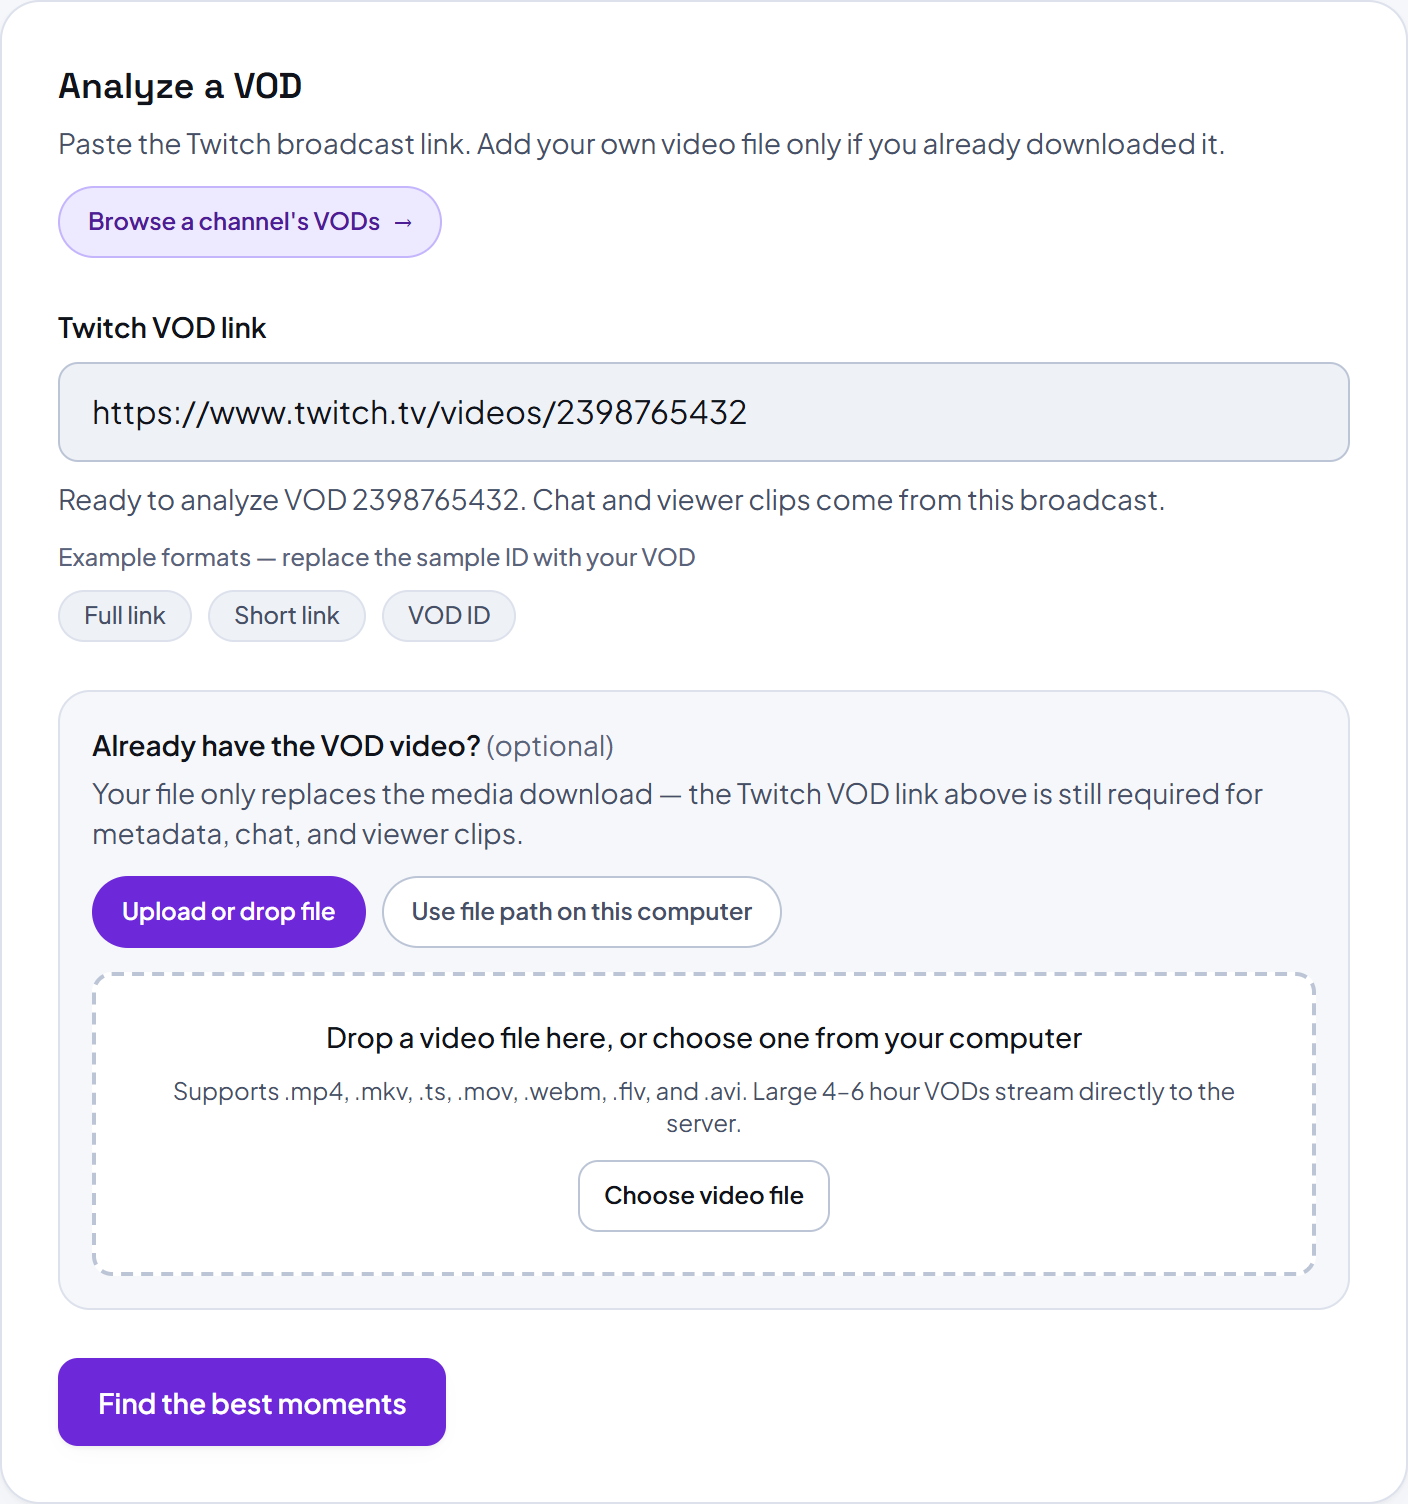 Analyze a VOD
Paste the Twitch broadcast link. Add your own video file only if you already downloaded it.
Browse a channel's VODs →
Twitch VOD link
https://www.twitch.tv/videos/2398765432
Ready to analyze VOD 2398765432. Chat and viewer clips come from this broadcast.
Example formats — replace the sample ID with your VOD
Full link
Short link
VOD ID
Already have the VOD video? (optional)
Your file only replaces the media download — the Twitch VOD link above is still required for
metadata, chat, and viewer clips.
Upload or drop file
Use file path on this computer
Drop a video file here, or choose one from your computer
Supports .mp4, .mkv, .ts, .mov, .webm, .flv, and .avi. Large 4–6 hour VODs stream directly to the
server.
Choose video file
Find the best moments